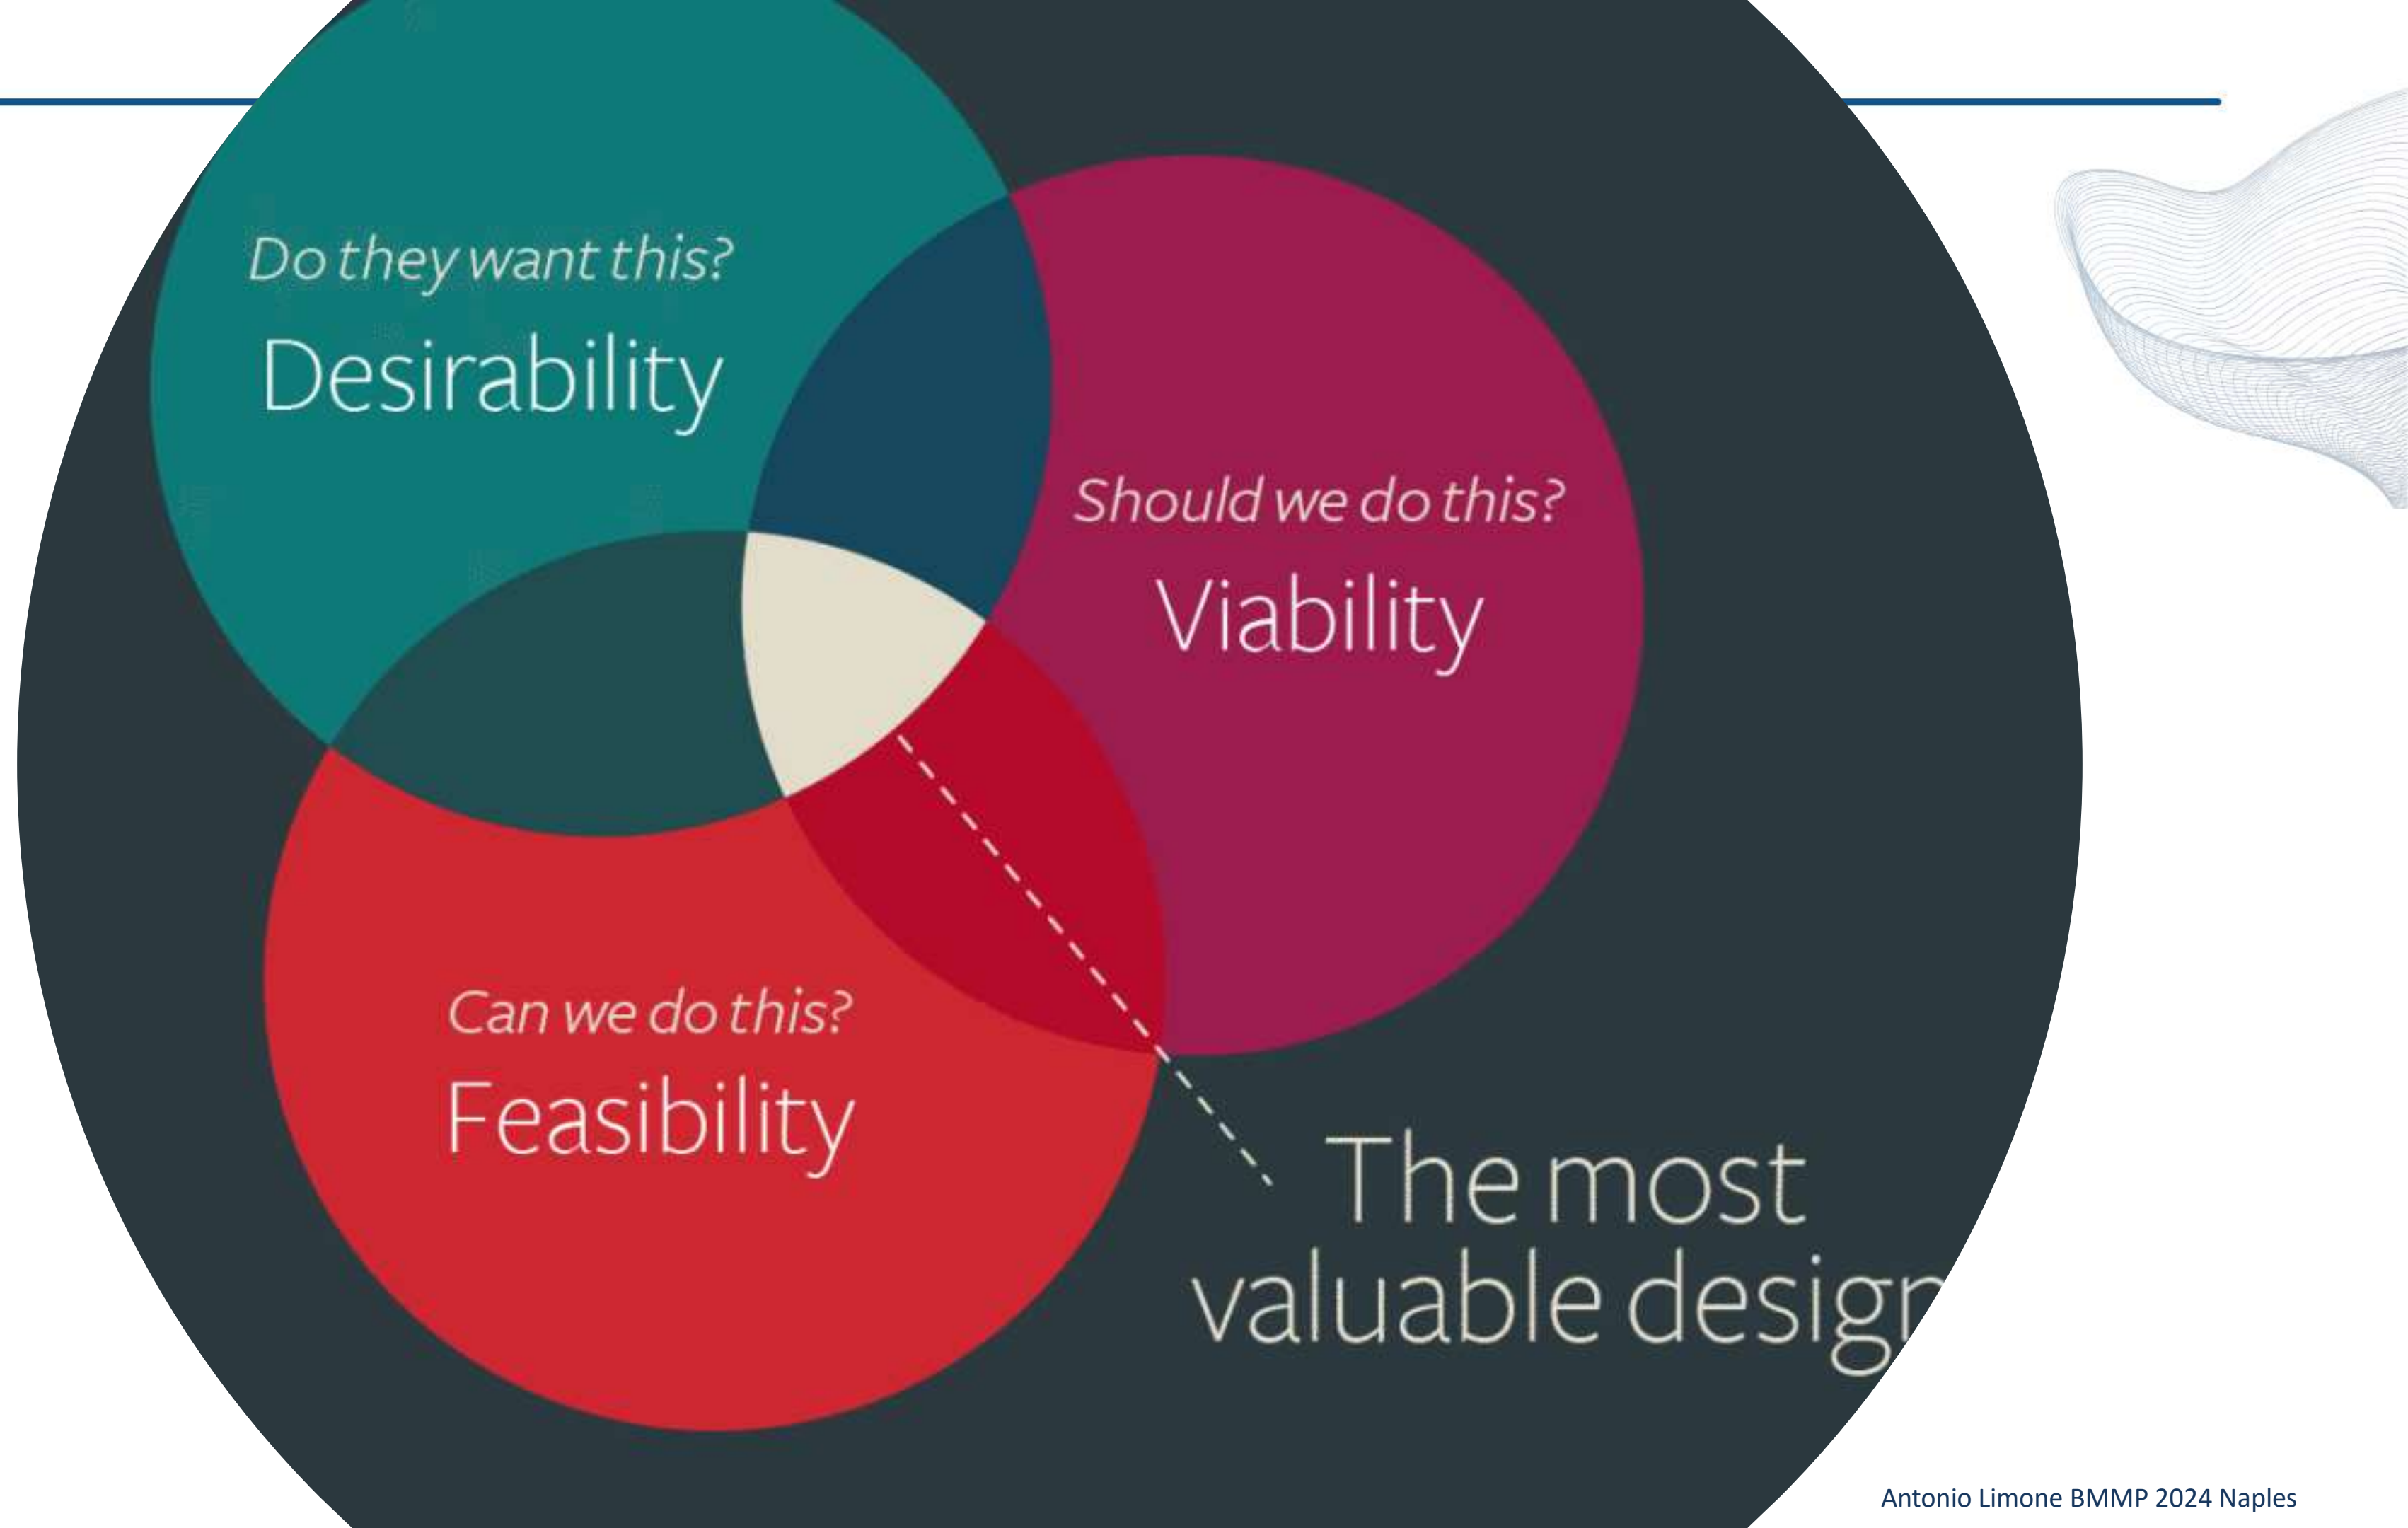 Do they want this?
Desirability
Should we do this?
Viability
Can we do this?
Feasibility
The most
valuable design
Antonio Limone BMMP 2024 Naples